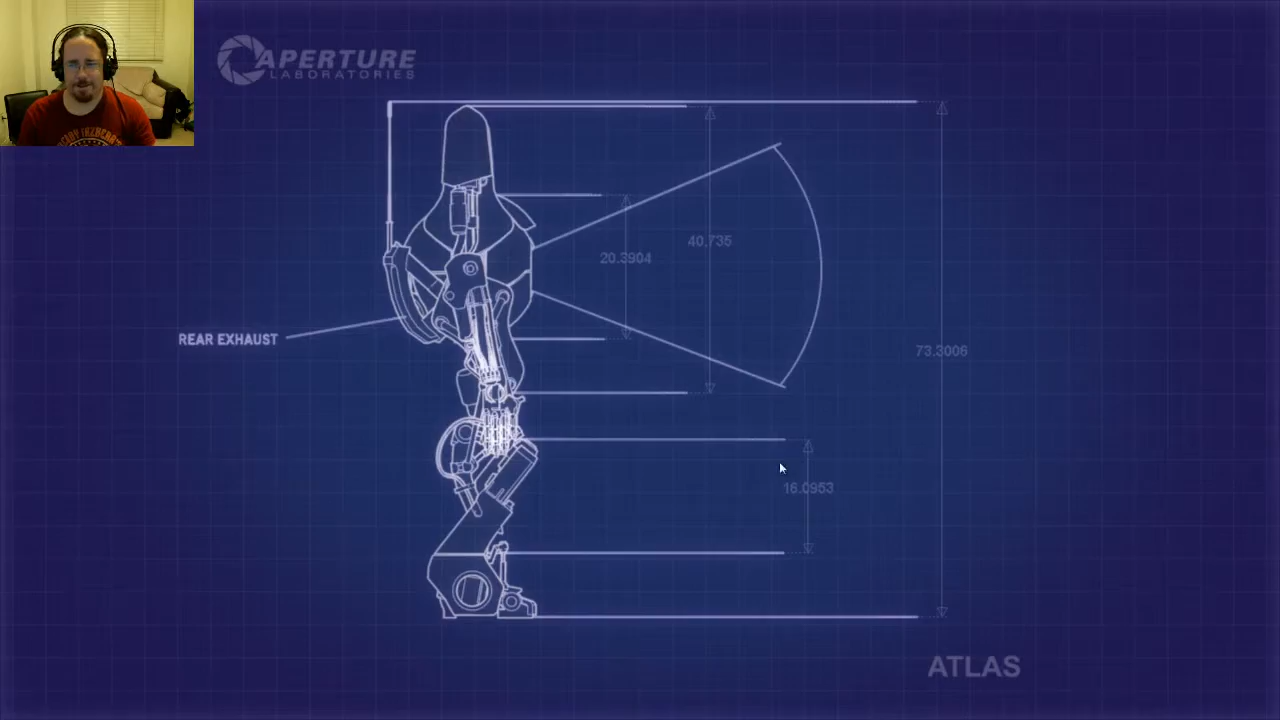 APERTURE
LABORATORIES
40.735
20.3904
REAR EXHAUST
73.3006
16.0953
ATLAS